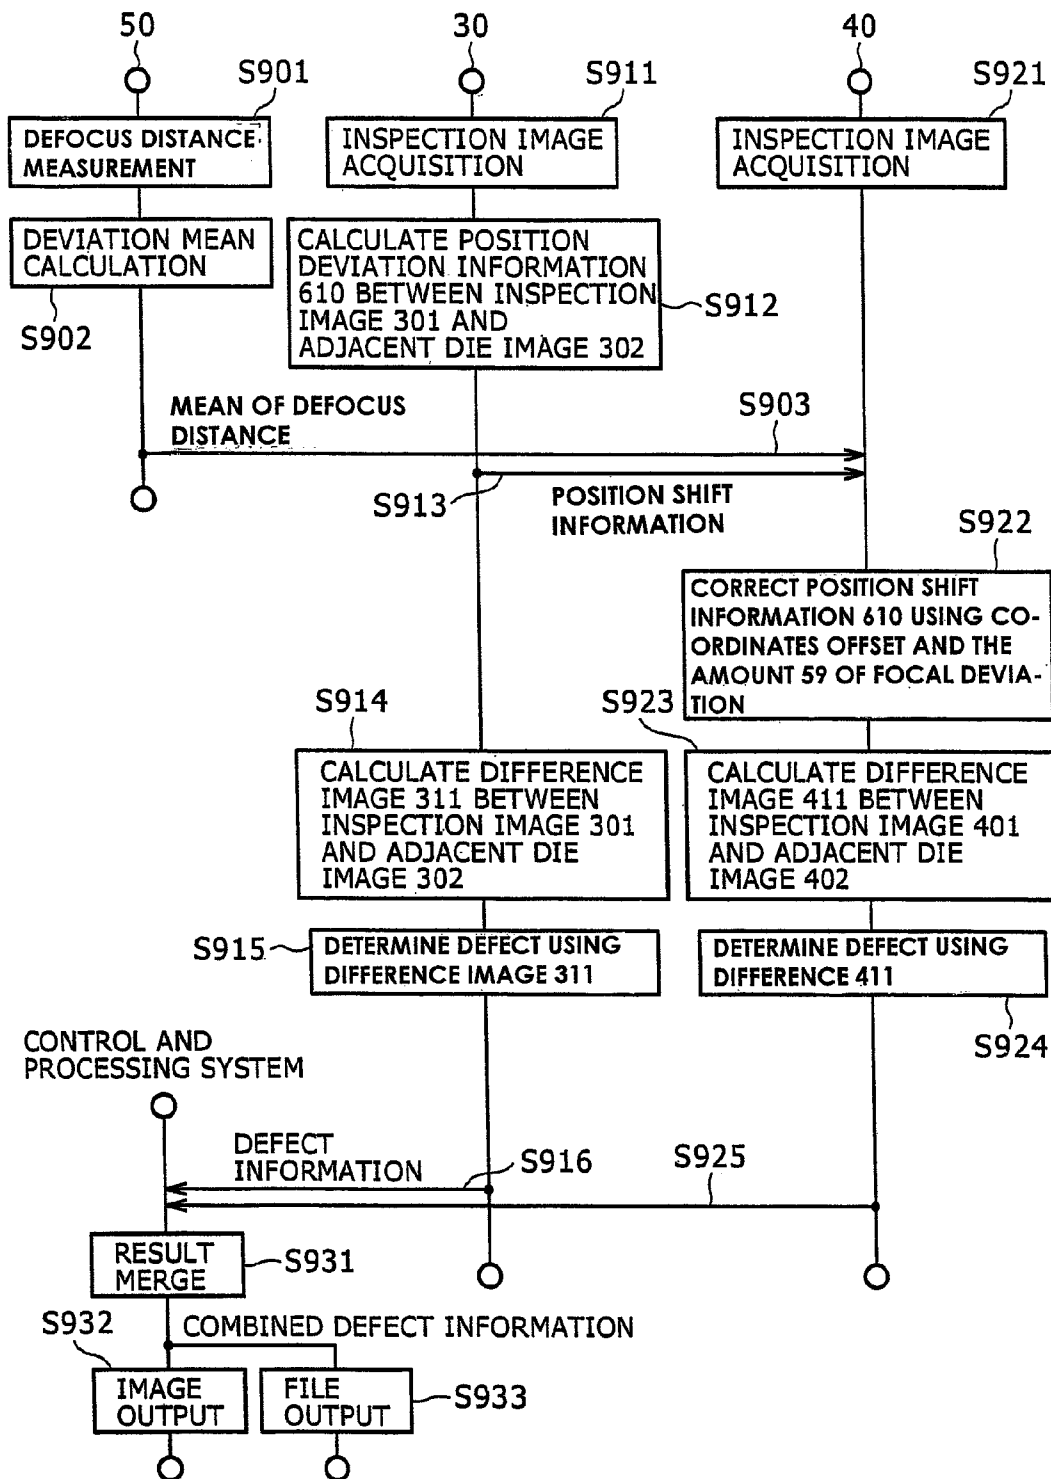 50
30
40
S901
S911
S921
DEFOCUS DISTANCE
MEASUREMENT
INSPECTION IMAGE
ACQUISITION
INSPECTION IMAGE
ACQUISITION
DEVIATION MEAN
CALCULATION
S902
CALCULATE POSITION
DEVIATION INFORMATION
610 BETWEEN INSPECTION
IMAGE 301 AND
ADJACENT DIE IMAGE 302
S912
MEAN OF DEFOCUS
DISTANCE
S903
S913
POSITION SHIFT
INFORMATION
S922
CORRECT POSITION SHIFT
INFORMATION 610 USING CO-
ORDINATES OFFSET AND THE
AMOUNT 59 OF FOCAL DEVIA-
TION
S914
S923
CALCULATE DIFFERENCE
IMAGE 311 BETWEEN
INSPECTION IMAGE 301
AND ADJACENT DIE
IMAGE 302
CALCULATE DIFFERENCE
IMAGE 411 BETWEEN
INSPECTION IMAGE 401
AND ADJACENT DIE
IMAGE 402
S915
DETERMINE DEFECT USING
DIFFERENCE IMAGE 311
DETERMINE DEFECT USING
DIFFERENCE 411
S924
CONTROL AND
PROCESSING SYSTEM
DEFECT
INFORMATION
S916
S925
RESULT
MERGE
S931
S932
COMBINED DEFECT INFORMATION
IMAGE
OUTPUT
FILE
OUTPUT
S933